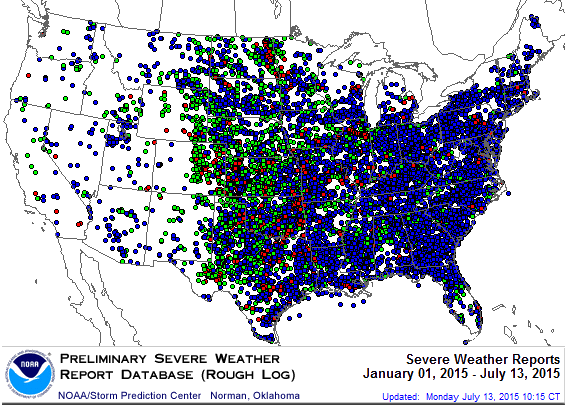 NOAA
PRELIMINARY SEVERE WEATHER
REPORT DATABASE (ROUGH LOG)
NOAA/Storm Prediction Center Norman, Oklahoma
Severe Weather Reports
January 01, 2015 - July 13, 2015
Updated: Monday July 13, 2015 10:15 CT